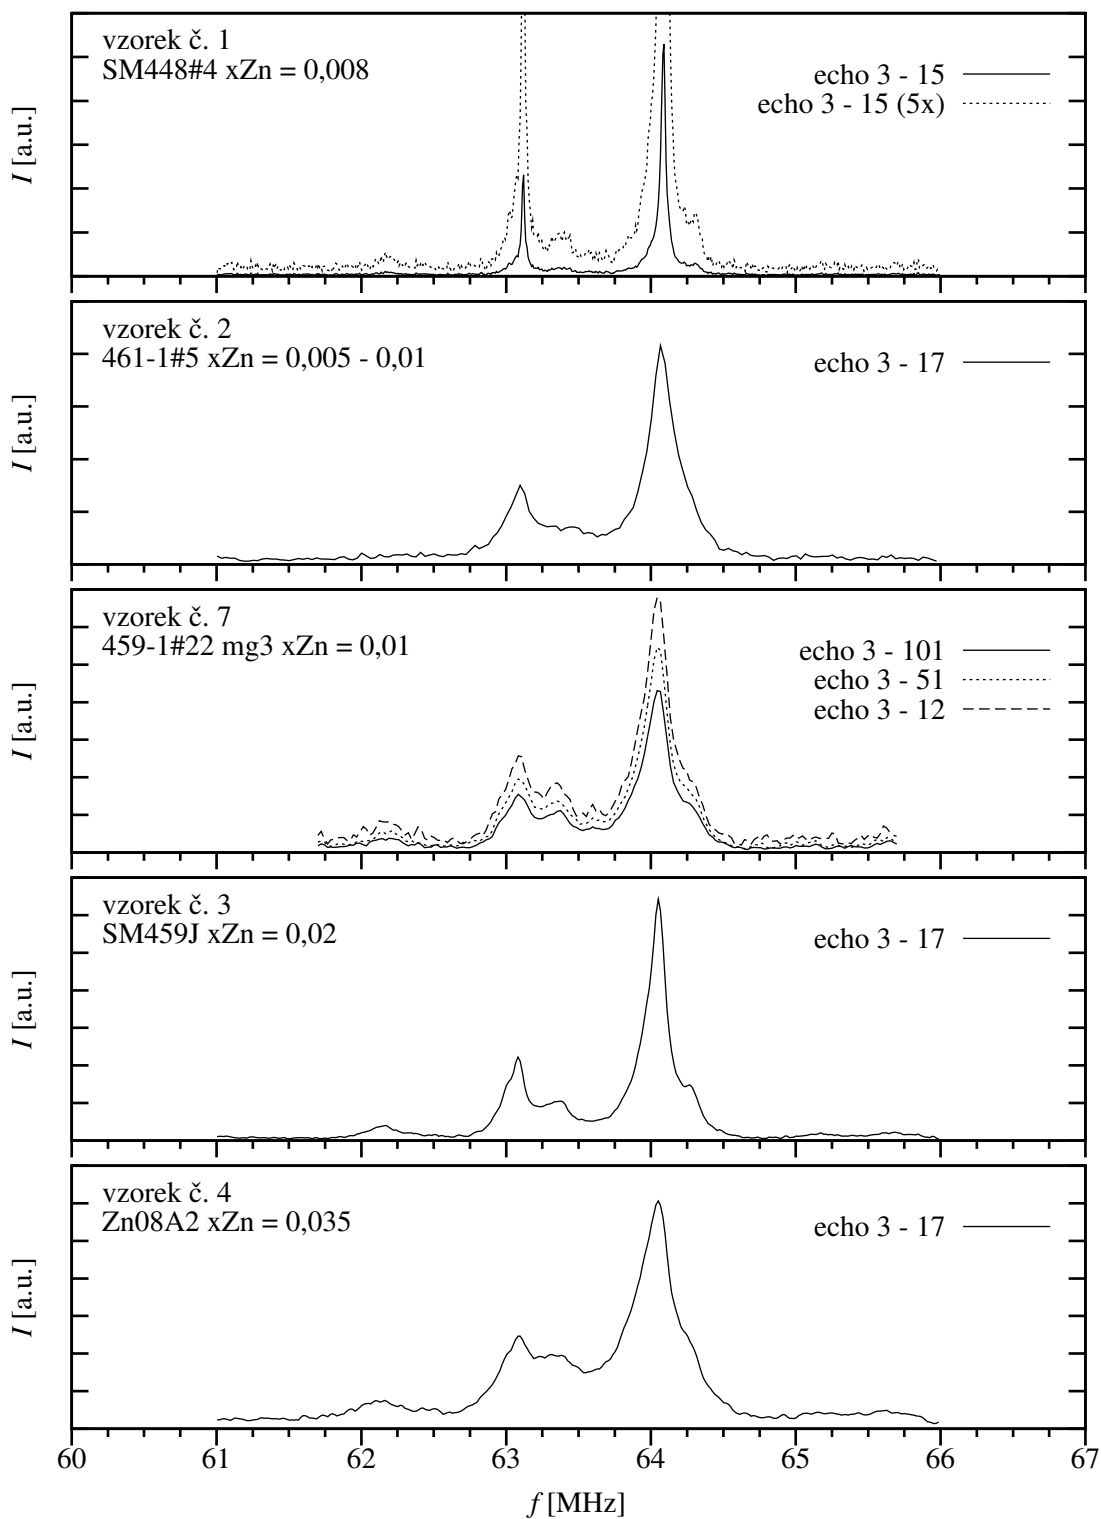 vzorek č. 1
SM448#4 xZn = 0,008
echo 3 - 15
echo 3 - 15 (5x)
I [a.u.]
vzorek č. 2
461-1#5 xZn = 0,005 - 0,01
echo 3 - 17
I [a.u.]
vzorek č. 7
459-1#22 mg3 xZn = 0,01
echo 3 - 101
echo 3 - 51
echo 3 - 12
I [a.u.]
vzorek č. 3
SM459J xZn = 0,02
echo 3 - 17
I [a.u.]
vzorek č. 4
Zn08A2 xZn = 0,035
echo 3 - 17
I [a.u.]
60 61 62 63 64 65 66 67
f [MHz]